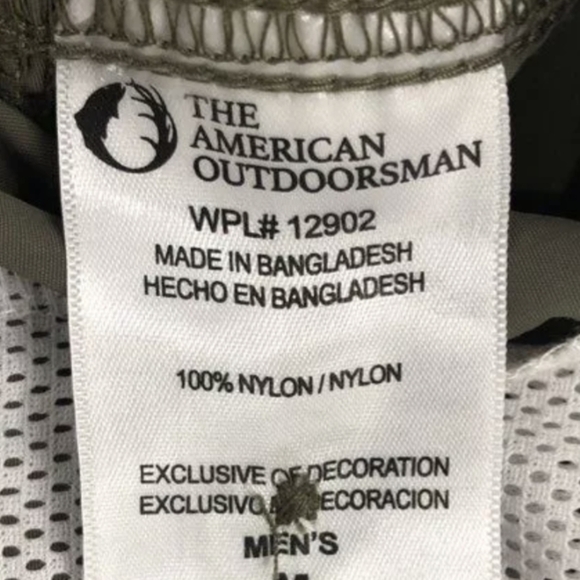 THE
AMERICAN
OUTDOORSMAN
WPL# 12902
MADE IN BANGLADESH
HECHO EN BANGLADESH
100% NYLON / NYLON
EXCLUSIVE OF DECORATION
EXCLUSIVO ECORACION
MEN'S